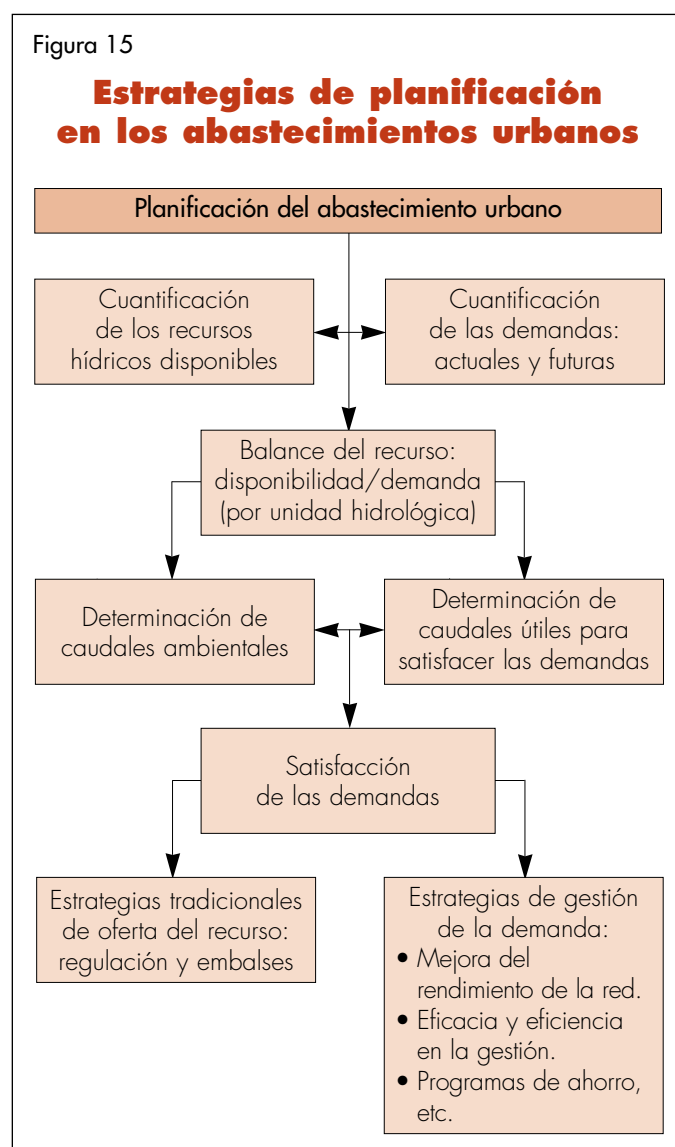 Figura 15
Estrategias de planificación
en los abastecimientos urbanos
Planificación del abastecimiento urbano
Cuantificación
de los recursos
hídricos disponibles
Cuantificación
de las demandas:
actuales y futuras
Balance del recurso:
disponibilidad/demanda
(por unidad hidrológica)
Determinación de
caudales ambientales
Determinación de
caudales útiles para
satisfacer las demandas
Satisfacción
de las demandas
Estrategias tradicionales
de oferta del recurso:
regulación y embalses
Estrategias de gestión
de la demanda:
• Mejora del
rendimiento de la red.
• Eficacia y eficiencia
en la gestión.
• Programas de ahorro,
etc.